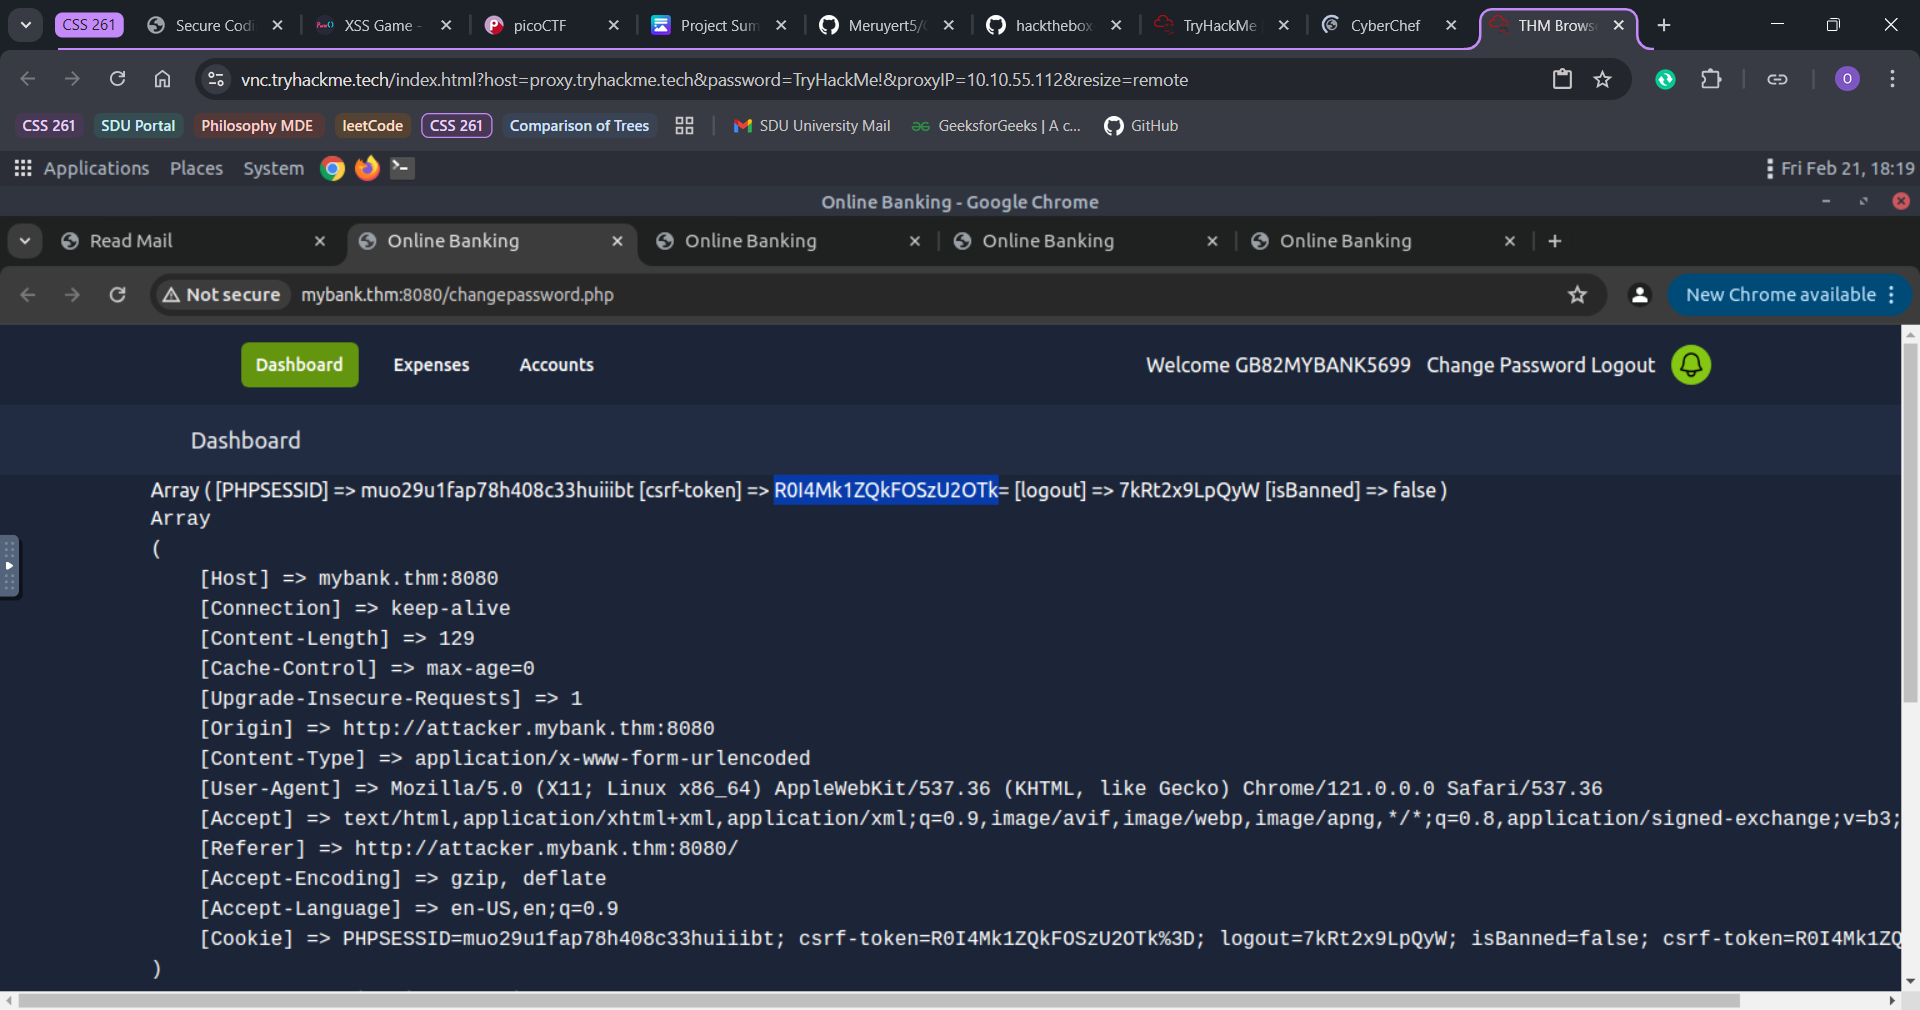 CSS 261 Secure Codi XSS Game - picoCTF Project Sum Meruyert5/ hackthebox TryHackMe CyberChef THM Brows
vnc.tryhackme.tech/index.html?host=proxy.tryhackme.tech&password=TryHackMe!&proxyIP=10.10.55.112&resize=remote O
CSS 261 SDU Portal Philosophy MDE leetCode CSS 261 Comparison of Trees SDU University Mail GeeksforGeeks | A c... GitHub
Applications Places System Fri Feb 21, 18:19
Online Banking - Google Chrome
Read Mail Online Banking Online Banking Online Banking Online Banking
Not secure mybank.thm:8080/changepassword.php New Chrome available
Dashboard Expenses Accounts Welcome GB82MYBANK5699 Change Password Logout
Dashboard
Array ( [PHPSESSID] => muo29u1fap78h408c33huiiibt [csrf-token] => R0I4Mk1ZQkFOSzU2OTk= [logout] => 7kRt2x9LpQyW [isBanned] => false )
Array
(
[Host] => mybank.thm:8080
[Connection] => keep-alive
[Content-Length] => 129
[Cache-Control] => max-age=0
[Upgrade-Insecure-Requests] => 1
[Origin] => http://attacker.mybank.thm:8080
[Content-Type] => application/x-www-form-urlencoded
[User-Agent] => Mozilla/5.0 (X11; Linux x86_64) AppleWebKit/537.36 (KHTML, like Gecko) Chrome/121.0.0.0 Safari/537.36
[Accept] => text/html,application/xhtml+xml,application/xml;q=0.9,image/avif,image/webp,image/apng,*/*;q=0.8,application/signed-exchange;v=b3;
[Referer] => http://attacker.mybank.thm:8080/
[Accept-Encoding] => gzip, deflate
[Accept-Language] => en-US,en;q=0.9
[Cookie] => PHPSESSID=muo29u1fap78h408c33huiiibt; csrf-token=R0I4Mk1ZQkFOSzU2OTk%3D; logout=7kRt2x9LpQyW; isBanned=false; csrf-token=R0I4Mk1ZQ
)